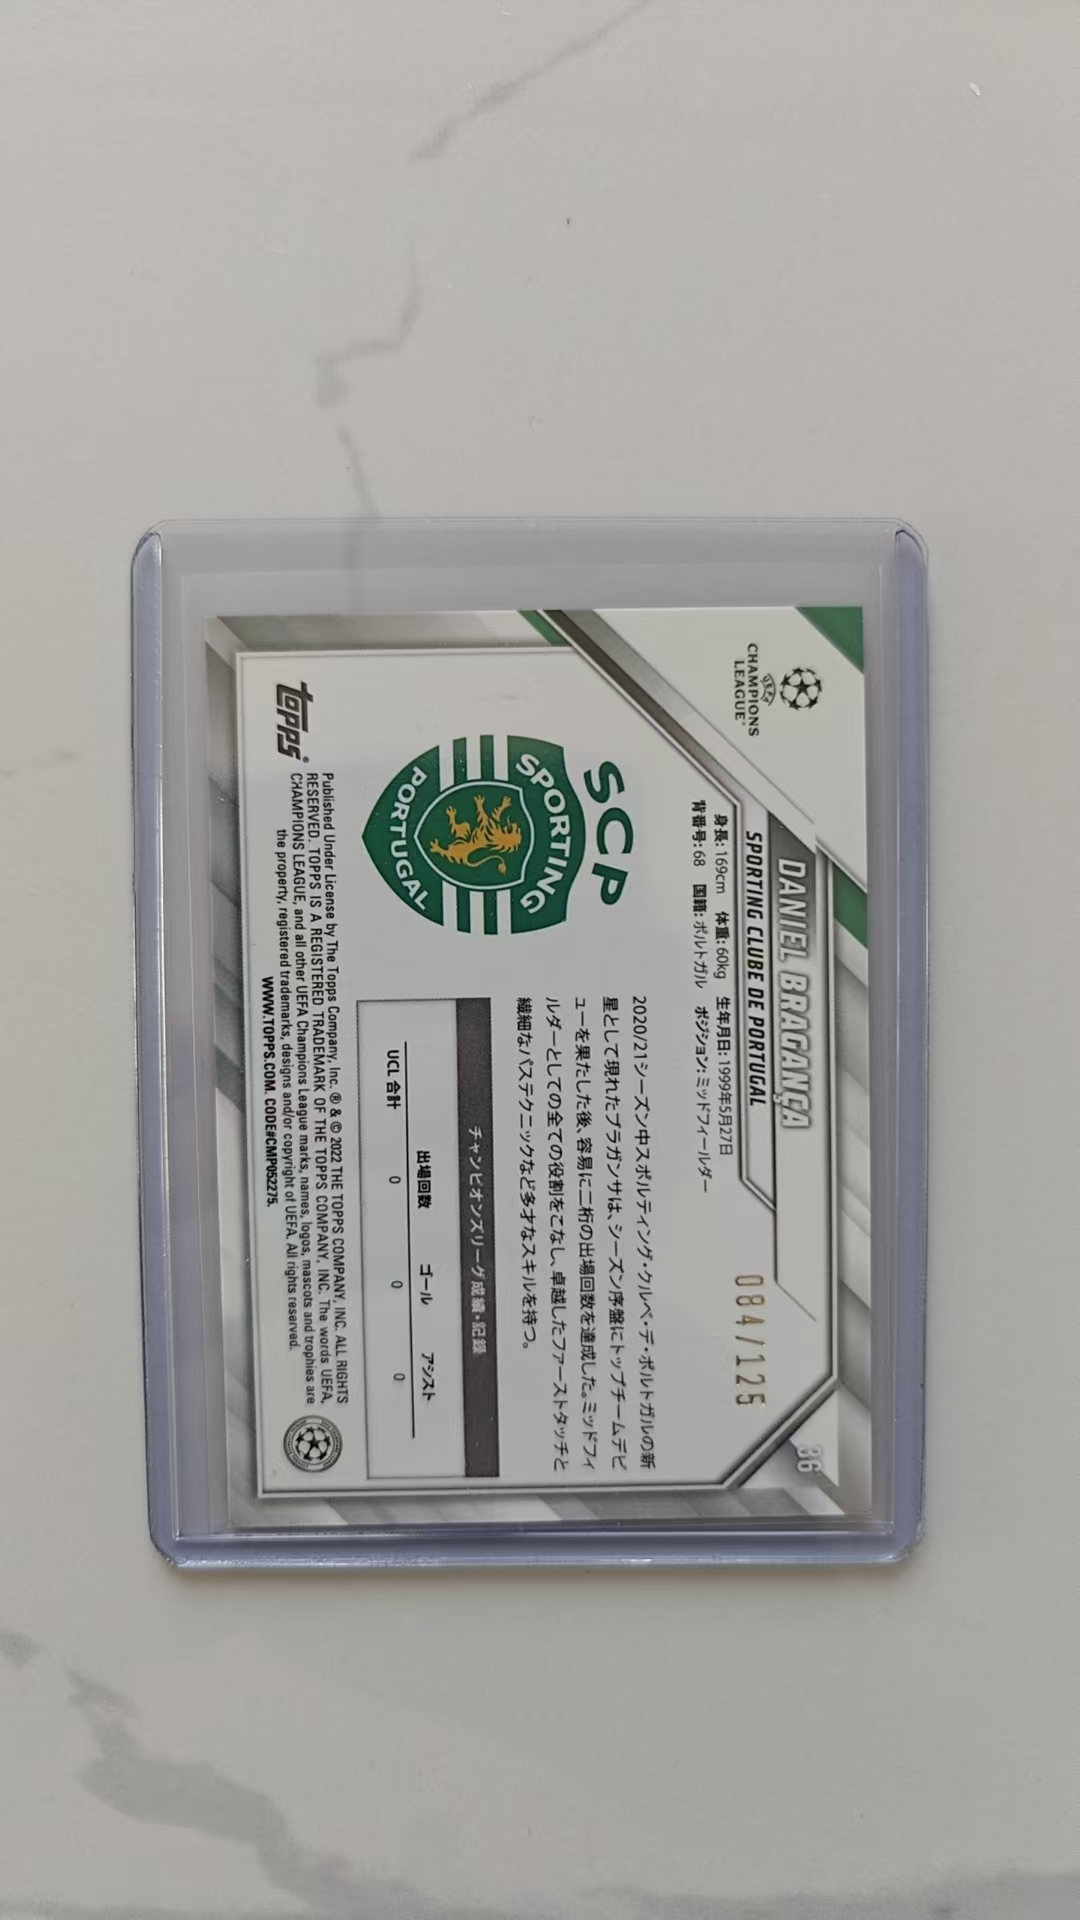 UEFA
CHAMPIONS
LEAGUE
DANIEL BRAGANÇA
SPORTING CLUBE DE PORTUGAL
身長: 169cm 体重: 60kg 生年月日: 1999年5月27日
背番号: 68 国籍: ポルトガル ポジション: ミッドフィールダー
084/125
86
SCP
SPORTING
PORTUGAL
2020/21シーズン中スポルティング・クルベ・デ・ポルトガルの新
星として現れたブラガンサは、シーズン序盤にトップチームデビ
ューを果たした後、容易に二桁の出場回数を達成した。ミッドフィ
ルダーとしての全ての役割をこなし、卓越したファーストタッチと
繊細なパステクニックなど多才なスキルを持つ。
チャンピオンズリーグ成績・記録
出場回数 ゴール アシスト
UCL 合計 0 0 0
topps®
Published Under License by The Topps Company, Inc. ® & © 2022 THE TOPPS COMPANY, INC. ALL RIGHTS
RESERVED. TOPPS IS A REGISTERED TRADEMARK OF THE TOPPS COMPANY, INC. The words UEFA,
CHAMPIONS LEAGUE, and all other UEFA Champions League marks, names, logos, mascots and trophies are
the property, registered trademarks, designs and/or copyright of UEFA. All rights reserved.
WWW.TOPPS.COM. CODE#CMP052275.